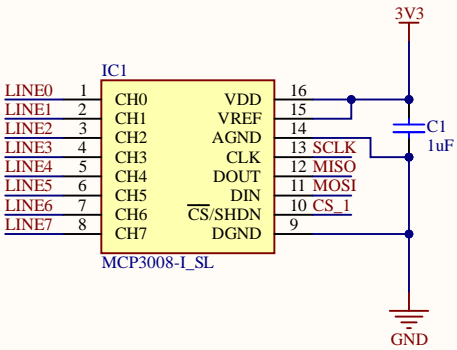 3V3
IC1
LINE0 1 CH0 VDD 16
LINE1 2 CH1 VREF 15
LINE2 3 CH2 AGND 14
LINE3 4 CH3 CLK 13 SCLK
LINE4 5 CH4 DOUT 12 MISO
LINE5 6 CH5 DIN 11 MOSI
LINE6 7 CH6 CS/SHDN 10 CS_1
LINE7 8 CH7 DGND 9
MCP3008-I_SL
C1
1uF
GND